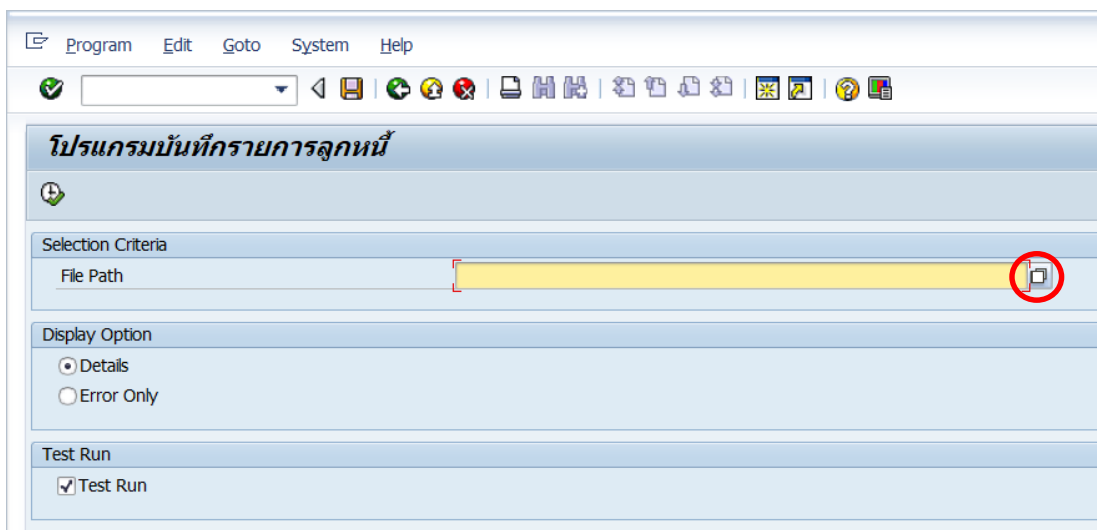 Program Edit Goto System Help
โปรแกรมบันทึกรายการลูกหนี้
Selection Criteria
File Path
Display Option
Details
Error Only
Test Run
Test Run